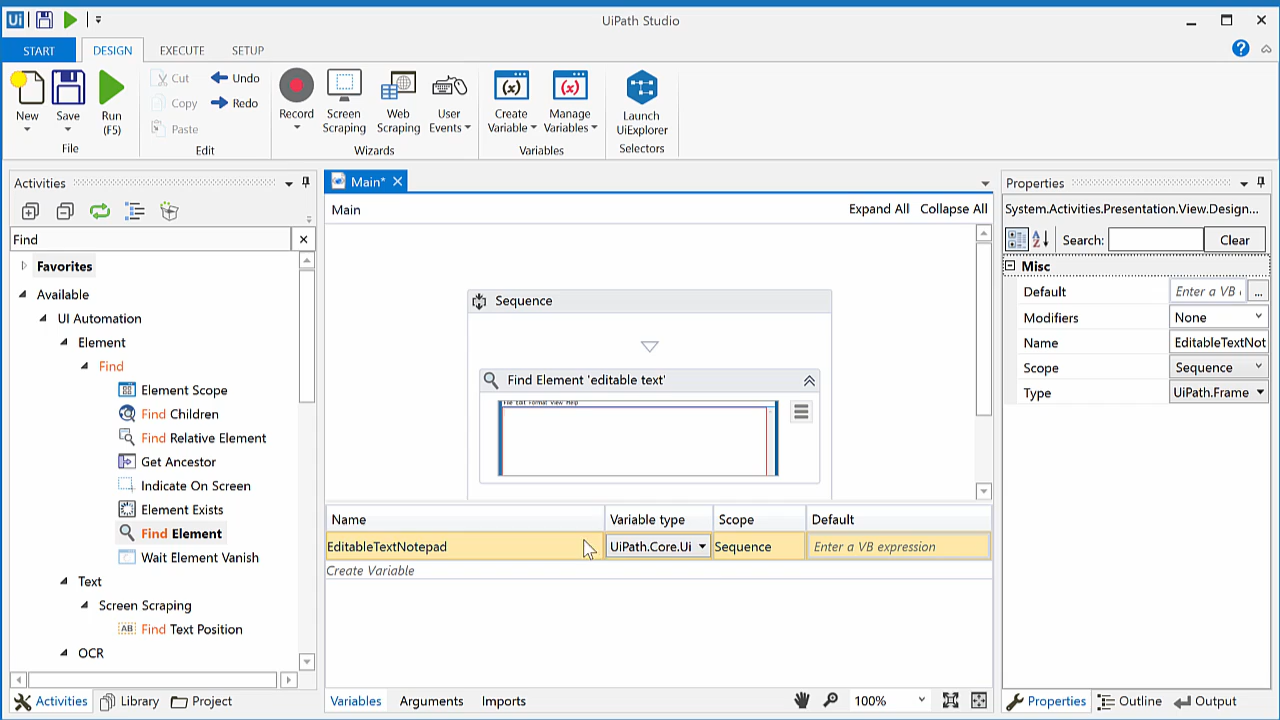 Ui
UiPath Studio
START DESIGN EXECUTE SETUP
New
Save
Run
(F5)
File
Cut
Copy
Paste
Undo
Redo
Edit
Record
Screen
Scraping
Web
Scraping
User
Events
Wizards
Create
Variable
Manage
Variables
Variables
Launch
UiExplorer
Selectors
Activities
Find
Favorites
Available
UI Automation
Element
Find
Element Scope
Find Children
Find Relative Element
Get Ancestor
Indicate On Screen
Element Exists
Find Element
Wait Element Vanish
Text
Screen Scraping
Find Text Position
OCR
Activities Library Project
Main*
Main Expand All Collapse All
Sequence
Find Element 'editable text'
File Edit Format View Help
Name Variable type Scope Default
EditableTextNotepad UiPath.Core.Ui Sequence Enter a VB expression
Create Variable
Variables Arguments Imports 100%
Properties
System.Activities.Presentation.View.Design...
Search: Clear
Misc
Default Enter a VB ...
Modifiers None
Name EditableTextNot
Scope Sequence
Type UiPath.Frame
Properties Outline Output